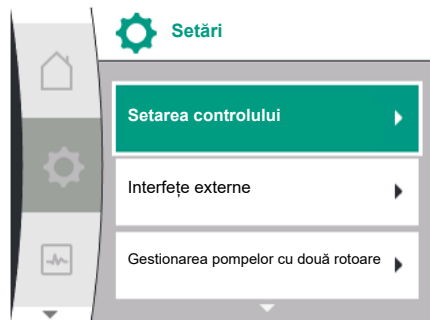 Setări
Setarea controlului
Interfețe externe
Gestionarea pompelor cu două rotoare